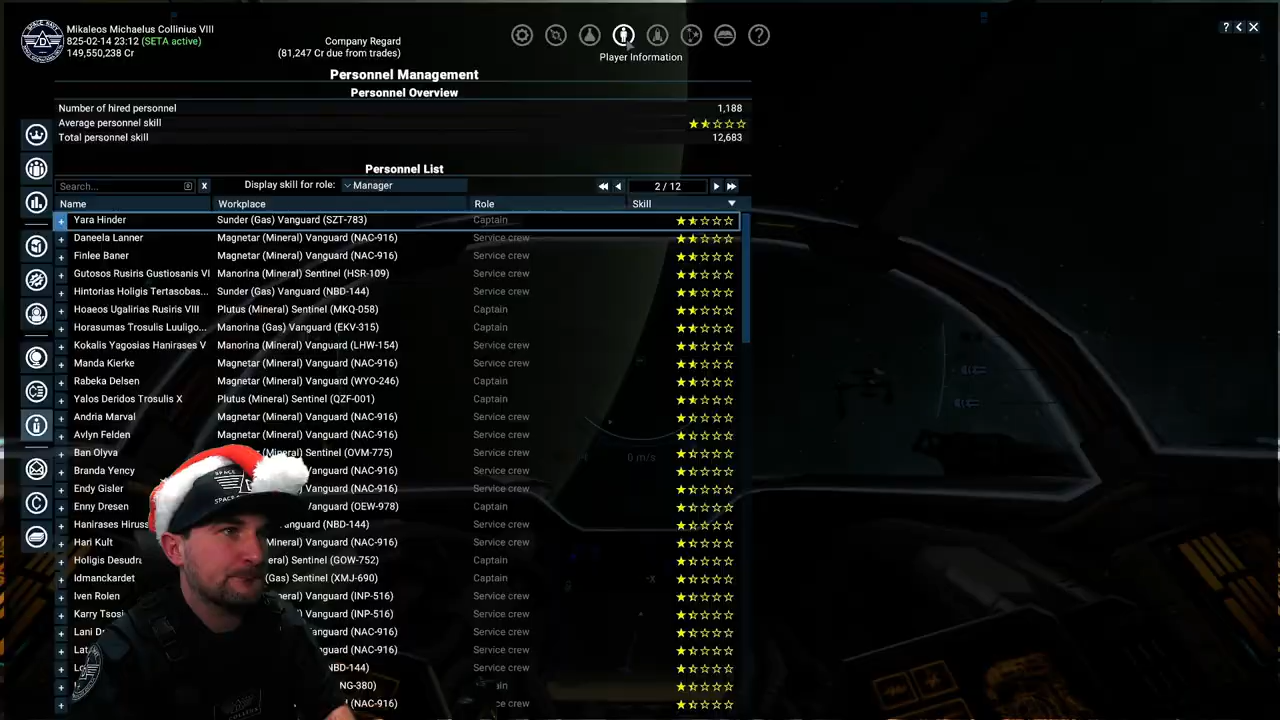 Mikaleos Michaelus Collinius VIII
825-02-14 23:12 (SETA active)
149,550,238 Cr
Company Regard
(81,247 Cr due from trades)
Player Information
Personnel Management
Personnel Overview
Number of hired personnel 1,188
Average personnel skill
Total personnel skill 12,683
Personnel List
Search... x Display skill for role: Manager 2 / 12
Name Workplace Role Skill
Yara Hinder Sunder (Gas) Vanguard (SZT-783) Captain
Daneela Lanner Magnetar (Mineral) Vanguard (NAC-916) Service crew
Finlee Baner Magnetar (Mineral) Vanguard (NAC-916) Service crew
Gutosos Rusiris Gustiosanis VI Manorina (Mineral) Sentinel (HSR-109) Service crew
Hintorias Holigis Tertasobas... Sunder (Gas) Vanguard (NBD-144) Service crew
Hoaeos Ugalirias Rusiris VIII Plutus (Mineral) Sentinel (MKQ-058) Captain
Horasumas Trosulis Luuligo... Manorina (Gas) Vanguard (EKV-315) Captain
Kokalis Yagosias Hanirases V Manorina (Mineral) Vanguard (LHW-154) Service crew
Manda Kierke Magnetar (Mineral) Vanguard (NAC-916) Service crew
Rabeka Delsen Magnetar (Mineral) Vanguard (WYO-246) Captain
Yalos Deridos Trosulis X Plutus (Mineral) Sentinel (QZF-001) Captain
Andria Marval Magnetar (Mineral) Vanguard (NAC-916) Service crew
Avlyn Felden Magnetar (Mineral) Vanguard (NAC-916) Service crew
Ban Olyva (Mineral) Sentinel (OVM-775) Service crew
Branda Yency Vanguard (NAC-916) Service crew
Endy Gisler Vanguard (NAC-916) Service crew
Enny Dresen Vanguard (OEW-978) Captain
Hanirases Vanguard (NBD-144) Service crew
Hari Kult Vanguard (NAC-916) Service crew
Holigis Sentinel (GOW-752) Captain
Idmanckardet (Gas) Sentinel (XMJ-690) Captain
Iven Rolen Vanguard (INP-516) Service crew
Karry Vanguard (INP-516) Service crew
Lani Vanguard (NAC-916) Service crew
Vanguard (NAC-916) Service crew
NBD-144) Service crew
NG-380)
(NAC-916)
0 m/s
SPACE